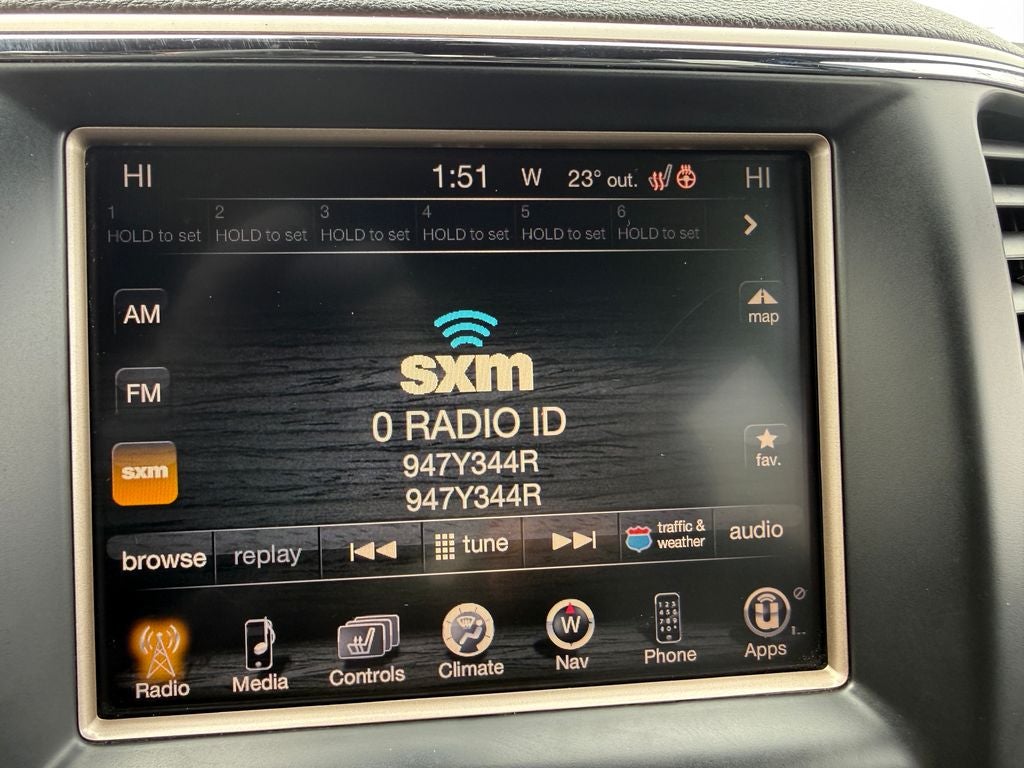 HI 1:51 W 23° out. HI
1 2 3 4 5 6
HOLD to set HOLD to set HOLD to set HOLD to set HOLD to set HOLD to set
AM
map
sxm
FM
0 RADIO ID
fav.
sxm
947Y344R
947Y344R
browse replay tune traffic & weather audio
W
Radio Media Controls Climate Nav Phone Apps